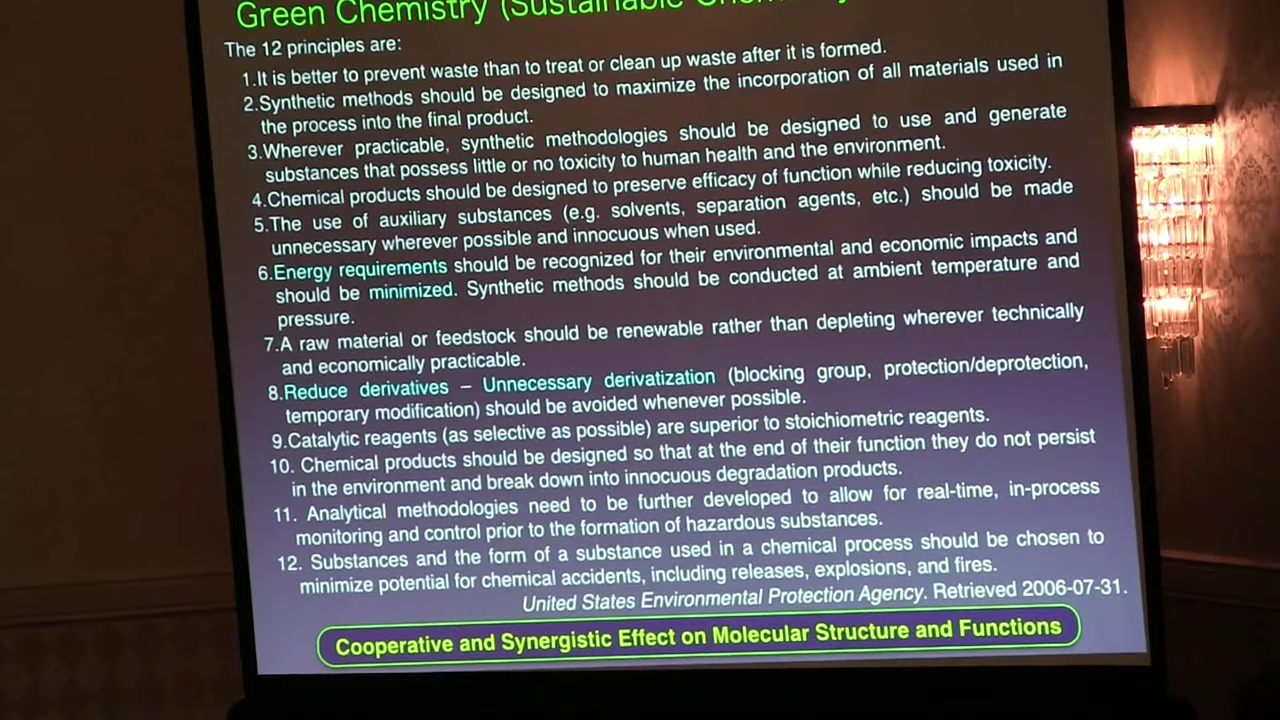 Green Chemistry (Sustainable
The 12 principles are:
1.It is better to prevent waste than to treat or clean up waste after it is formed.
2.Synthetic methods should be designed to maximize the incorporation of all materials used in
the process into the final product.
3.Wherever practicable, synthetic methodologies should be designed to use and generate
substances that possess little or no toxicity to human health and the environment.
4.Chemical products should be designed to preserve efficacy of function while reducing toxicity.
5.The use of auxiliary substances (e.g. solvents, separation agents, etc.) should be made
unnecessary wherever possible and innocuous when used.
6.Energy requirements should be recognized for their environmental and economic impacts and
should be minimized. Synthetic methods should be conducted at ambient temperature and
pressure.
7.A raw material or feedstock should be renewable rather than depleting wherever technically
and economically practicable.
8.Reduce derivatives – Unnecessary derivatization (blocking group, protection/deprotection,
temporary modification) should be avoided whenever possible.
9.Catalytic reagents (as selective as possible) are superior to stoichiometric reagents.
10. Chemical products should be designed so that at the end of their function they do not persist
in the environment and break down into innocuous degradation products.
11. Analytical methodologies need to be further developed to allow for real-time, in-process
monitoring and control prior to the formation of hazardous substances.
12. Substances and the form of a substance used in a chemical process should be chosen to
minimize potential for chemical accidents, including releases, explosions, and fires.
United States Environmental Protection Agency. Retrieved 2006-07-31.
Cooperative and Synergistic Effect on Molecular Structure and Functions